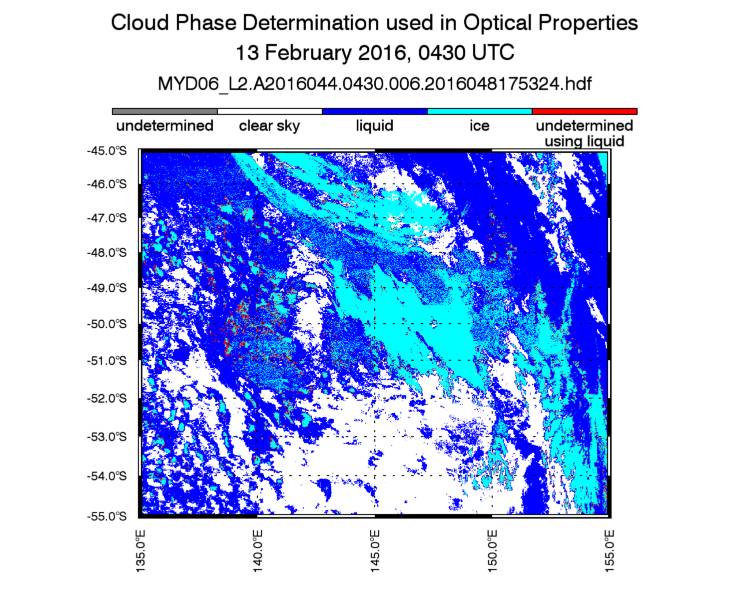 Cloud Phase Determination used in Optical Properties
13 February 2016, 0430 UTC
MYD06_L2.A2016044.0430.006.2016048175324.hdf
undetermined clear sky liquid ice undetermined
using liquid
-45.0°S
-46.0°S
-47.0°S
-48.0°S
-49.0°S
-50.0°S
-51.0°S
-52.0°S
-53.0°S
-54.0°S
-55.0°S
135.0°E
140.0°E
145.0°E
150.0°E
155.0°E